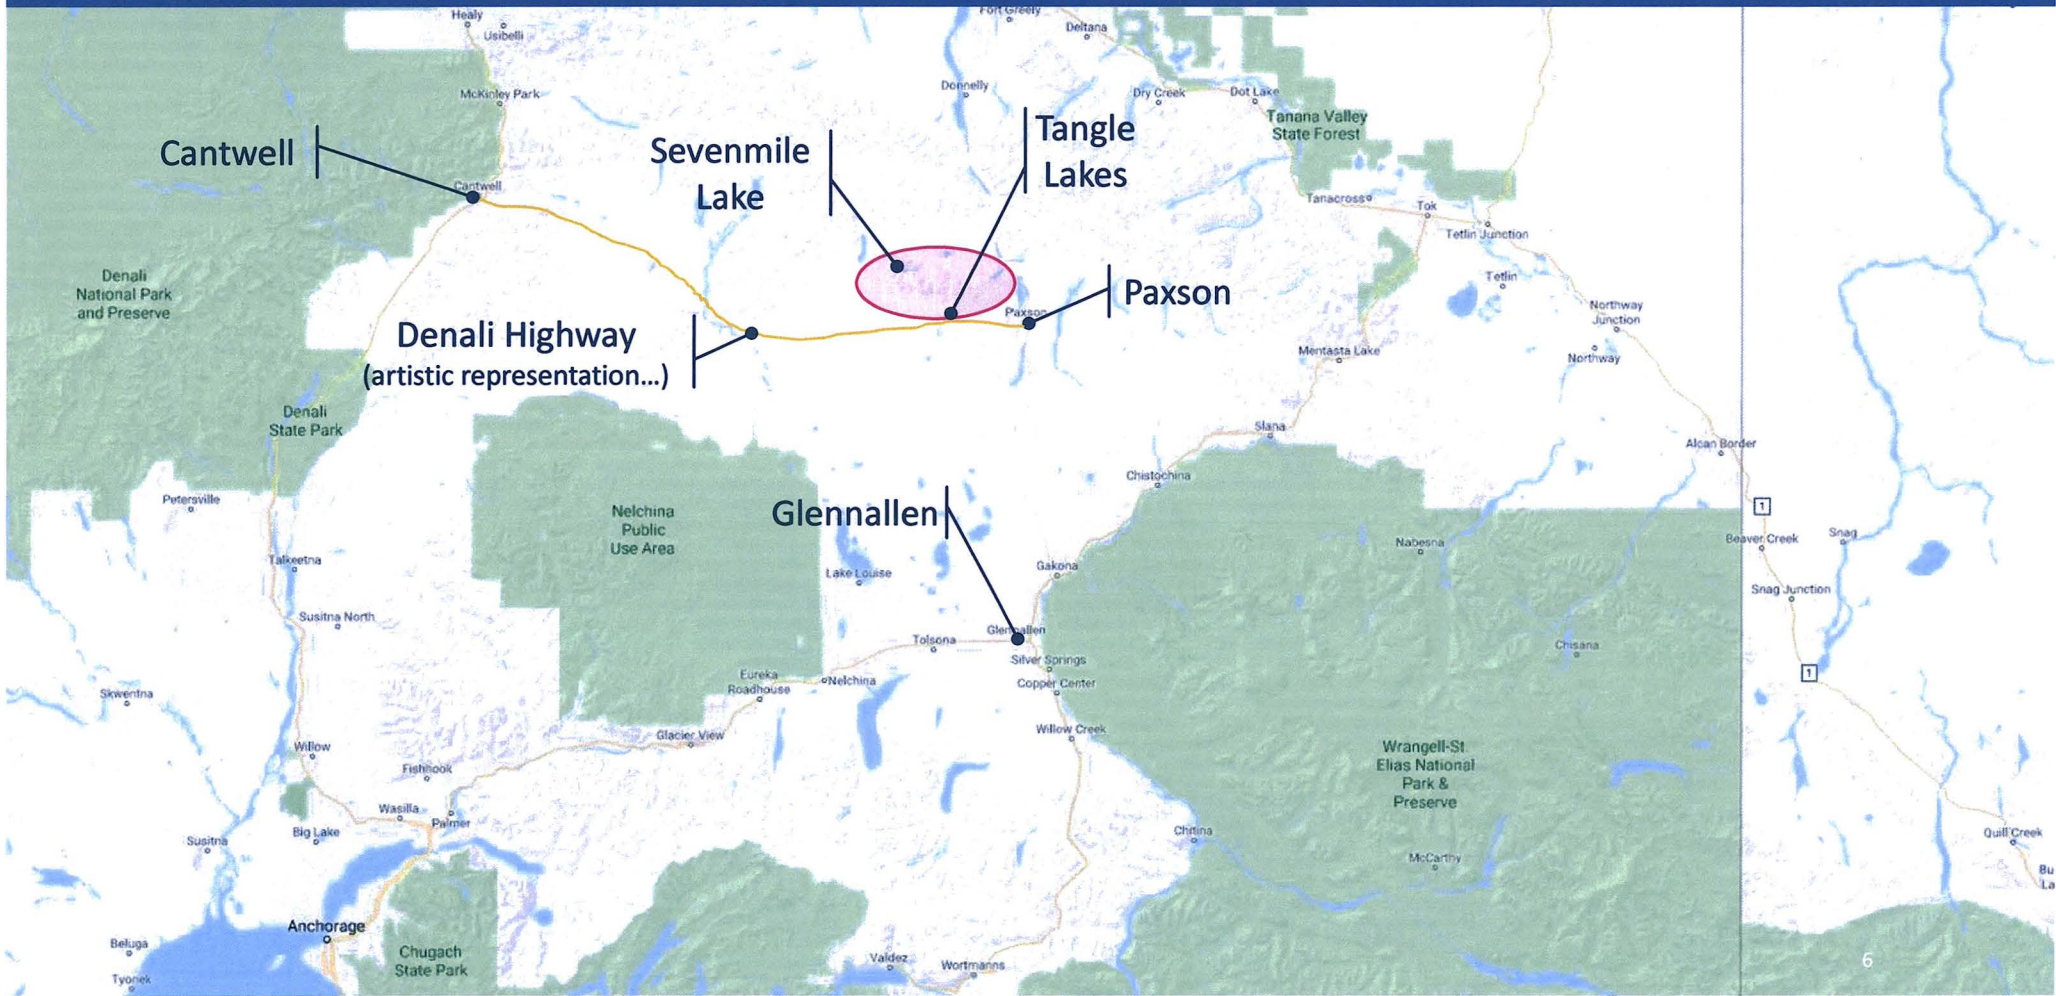 Healy
Usibelli
Fort Greely
Deltana
McKinley Park
Donnelly
Dry Creek
Dot Lake
Tanana Valley
State Forest
Cantwell
Sevenmile
Lake
Tangle
Lakes
Cantwell
Tanacross
Tok
Tetlin Junction
Tetlin
Denali
National Park
and Preserve
Paxson
Paxson
Northway
Junction
Northway
Denali Highway
(artistic representation...)
Mentasta Lake
Denali
State Park
Slana
Alcan Border
Chistochina
Petersville
Nelchina
Public
Use Area
Glennallen
1
Nabesna
Beaver Creek
Snag
Talkeetna
Lake Louise
Gakona
Snag Junction
Susitna North
Tolsona
Glennallen
Chisana
Silver Springs
Eureka
Roadhouse
Nelchina
Copper Center
1
Skwentna
Willow Creek
Glacier View
Willow
Wrangell-St
Elias National
Park &
Preserve
Fishhook
Wasilla
Palmer
Big Lake
Susitna
Chitina
Quill Creek
McCarthy
Bu
La
Anchorage
Beluga
Chugach
State Park
Valdez
Wortmanns
Tyonek
6